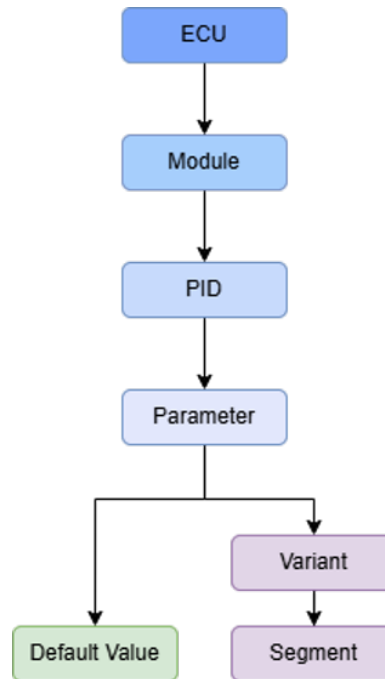 ECU
Module
PID
Parameter
Variant
Default Value
Segment